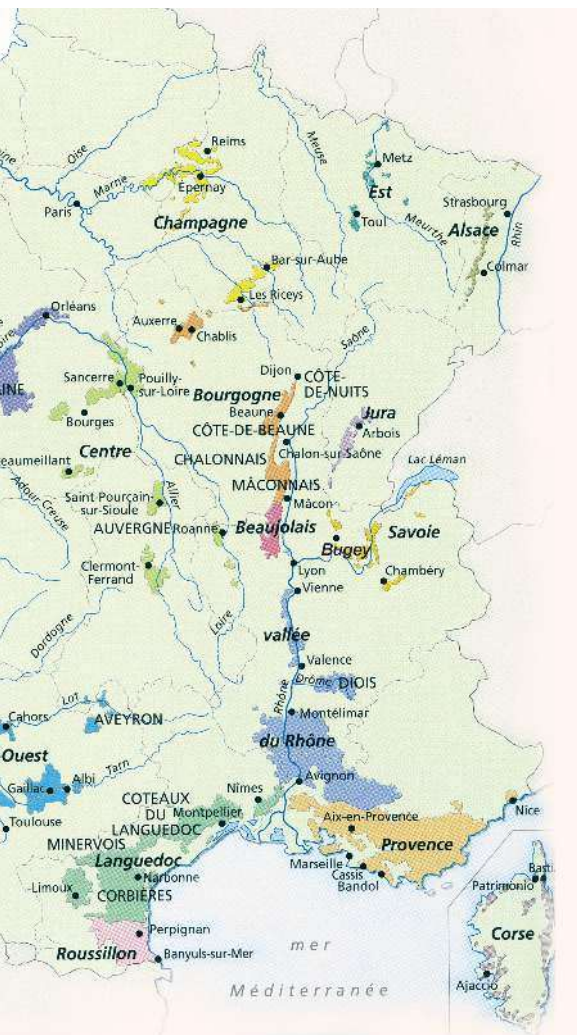 Reims
Oise
Meuse
Metz
Marne
Épernay
Est
Paris
Strasbourg
Champagne
Toul
Meurthe
Alsace
Rhin
Bar-sur-Aube
Colmar
Les Riceys
Orléans
Auxerre
Chablis
Saône
Dijon
CÔTE-
DE-NUITS
Sancerre
Pouilly-
sur-Loire
Bourgogne
Beaune
Jura
Bourges
CÔTE-DE-BEAUNE
Arbois
Centre
Chalon-sur-Saône
CHALONNAIS
Lac Léman
eaumeillant
Adour Creuse
MÂCONNAIS
Saint Pourçain-
sur-Sioule
Allier
Mâcon
AUVERGNE
Roanne
Beaujolais
Savoie
Bugey
Clermont-
Ferrand
Lyon
Chambéry
Vienne
Loire
Dordogne
vallée
Valence
Drôme
DIOIS
Rhône
Lot
Montélimar
Cahors
AVEYRON
du Rhône
Ouest
Tarn
Gaillac
Albi
Avignon
Nîmes
COTEAUX
DU
LANGUEDOC
Montpellier
Aix-en-Provence
Nice
Toulouse
MINERVOIS
Provence
Languedoc
Marseille
Cassis
Bandol
Limoux
Narbonne
CORBIÈRES
Basti
Patrimonio
Perpignan
Corse
Roussillon
Banyuls-sur-Mer
mer
Méditerranée
Ajaccio